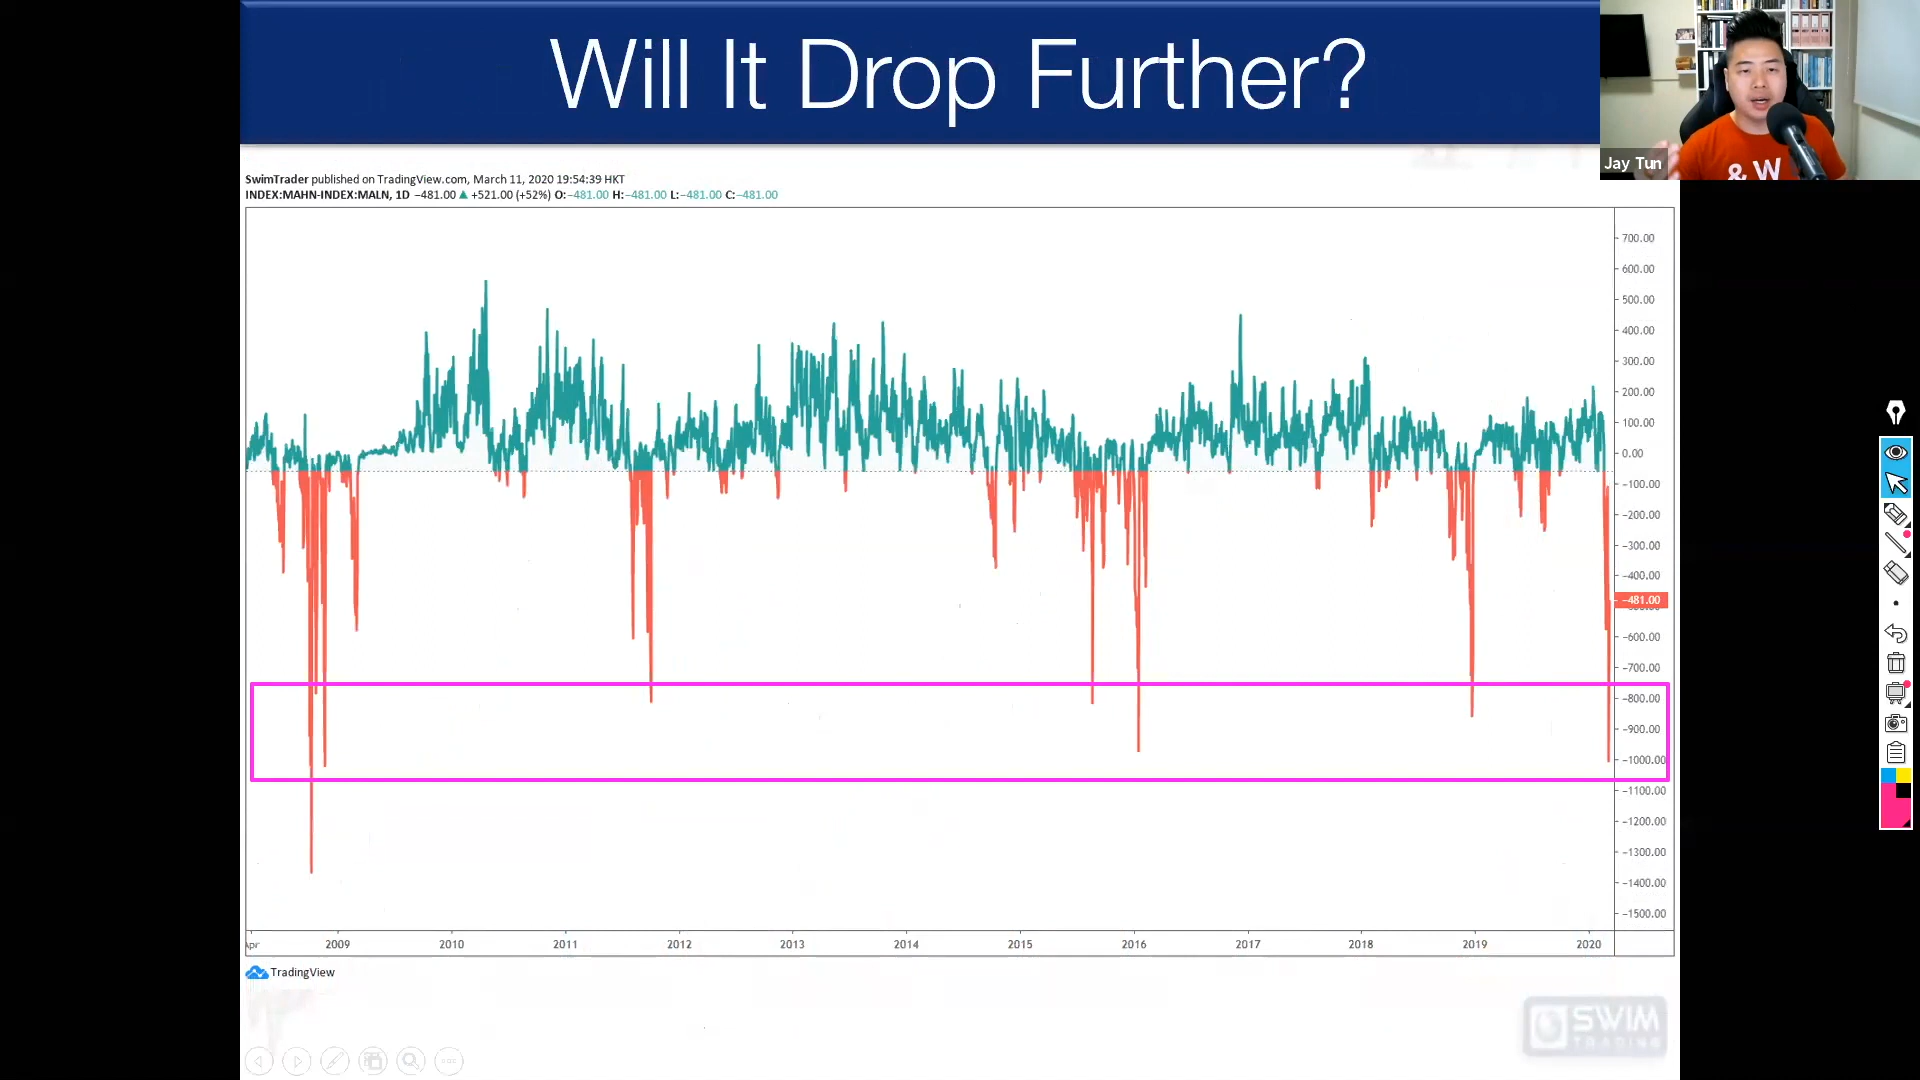 Will It Drop Further?
Jay Tun
& W
SwimTrader published on TradingView.com, March 11, 2020 19:54:39 HKT
INDEX:MAHN-INDEX:MALN, 1D −481.00 ▲ +521.00 (+52%) O:−481.00 H:−481.00 L:−481.00 C:−481.00
700.00
600.00
500.00
400.00
300.00
200.00
100.00
0.00
−100.00
−200.00
−300.00
−400.00
−481.00
−600.00
−700.00
−800.00
−900.00
−1000.00
−1100.00
−1200.00
−1300.00
−1400.00
−1500.00
Apr 2009 2010 2011 2012 2013 2014 2015 2016 2017 2018 2019 2020
TradingView
SWIM
TRADING